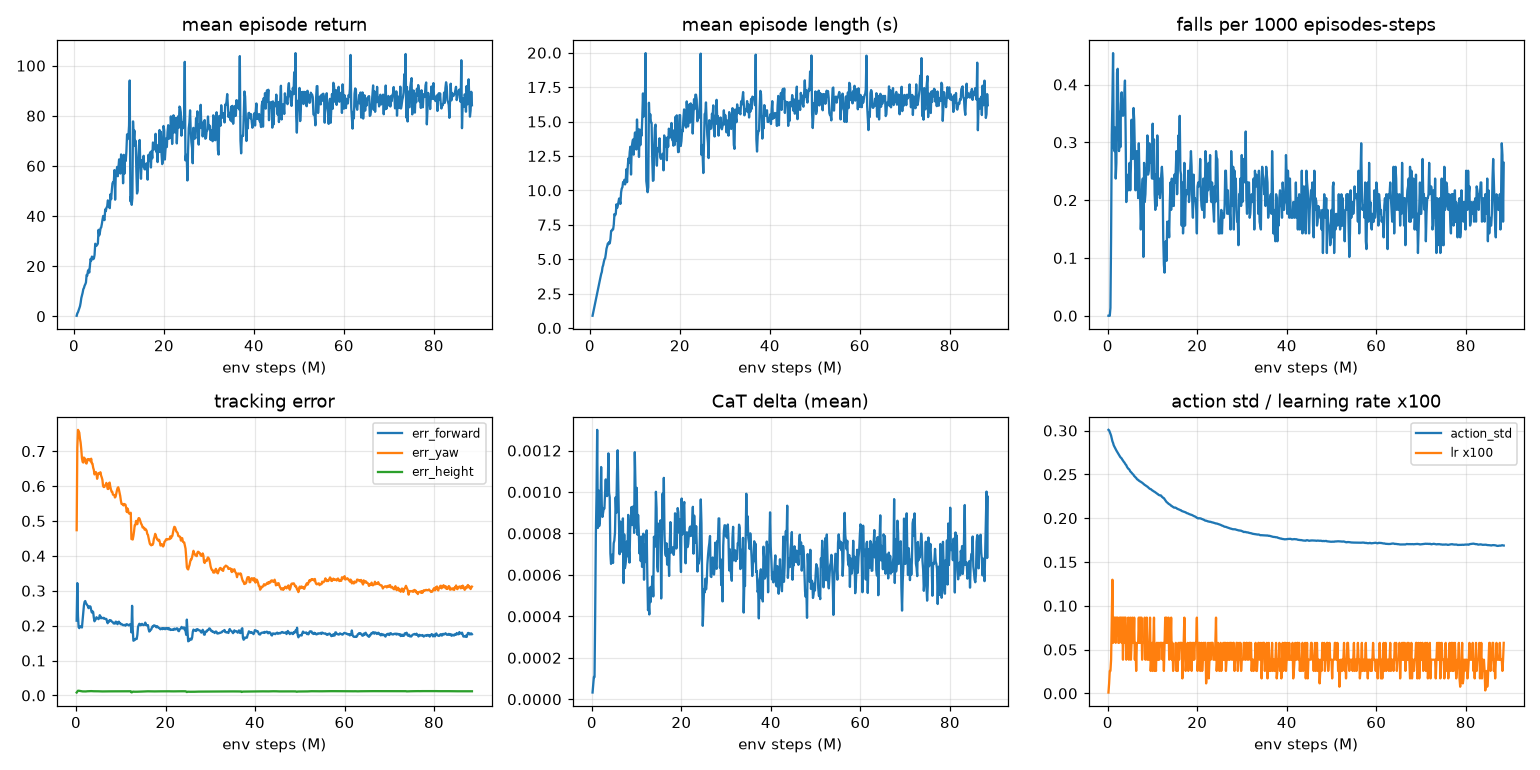 mean episode return
100
80
60
40
20
0
0 20 40 60 80
env steps (M)
mean episode length (s)
20.0
17.5
15.0
12.5
10.0
7.5
5.0
2.5
0.0
0 20 40 60 80
env steps (M)
falls per 1000 episodes-steps
0.4
0.3
0.2
0.1
0.0
0 20 40 60 80
env steps (M)
tracking error
err_forward
err_yaw
err_height
0.7
0.6
0.5
0.4
0.3
0.2
0.1
0.0
0 20 40 60 80
env steps (M)
CaT delta (mean)
0.0012
0.0010
0.0008
0.0006
0.0004
0.0002
0.0000
0 20 40 60 80
env steps (M)
action std / learning rate x100
action_std
lr x100
0.30
0.25
0.20
0.15
0.10
0.05
0.00
0 20 40 60 80
env steps (M)